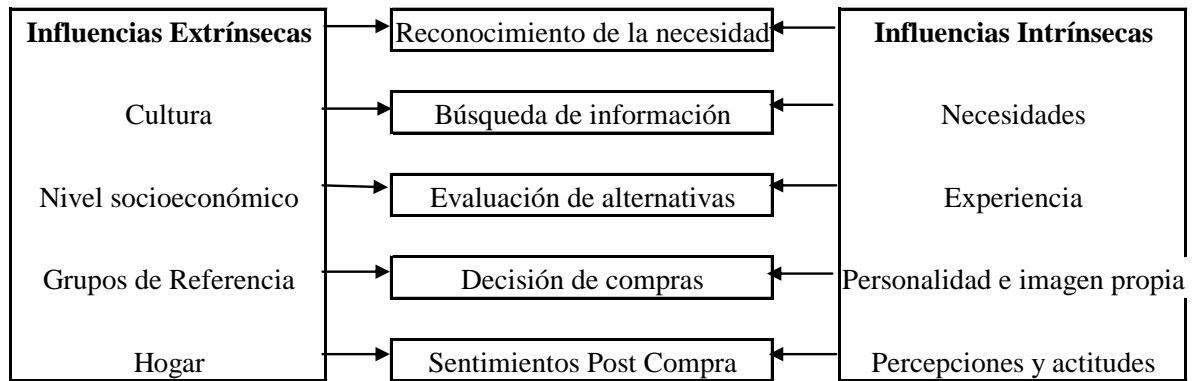 Influencias Extrínsecas Reconocimiento de la necesidad Influencias Intrínsecas
Cultura Búsqueda de información Necesidades
Nivel socioeconómico Evaluación de alternativas Experiencia
Grupos de Referencia Decisión de compras Personalidad e imagen propia
Hogar Sentimientos Post Compra Percepciones y actitudes